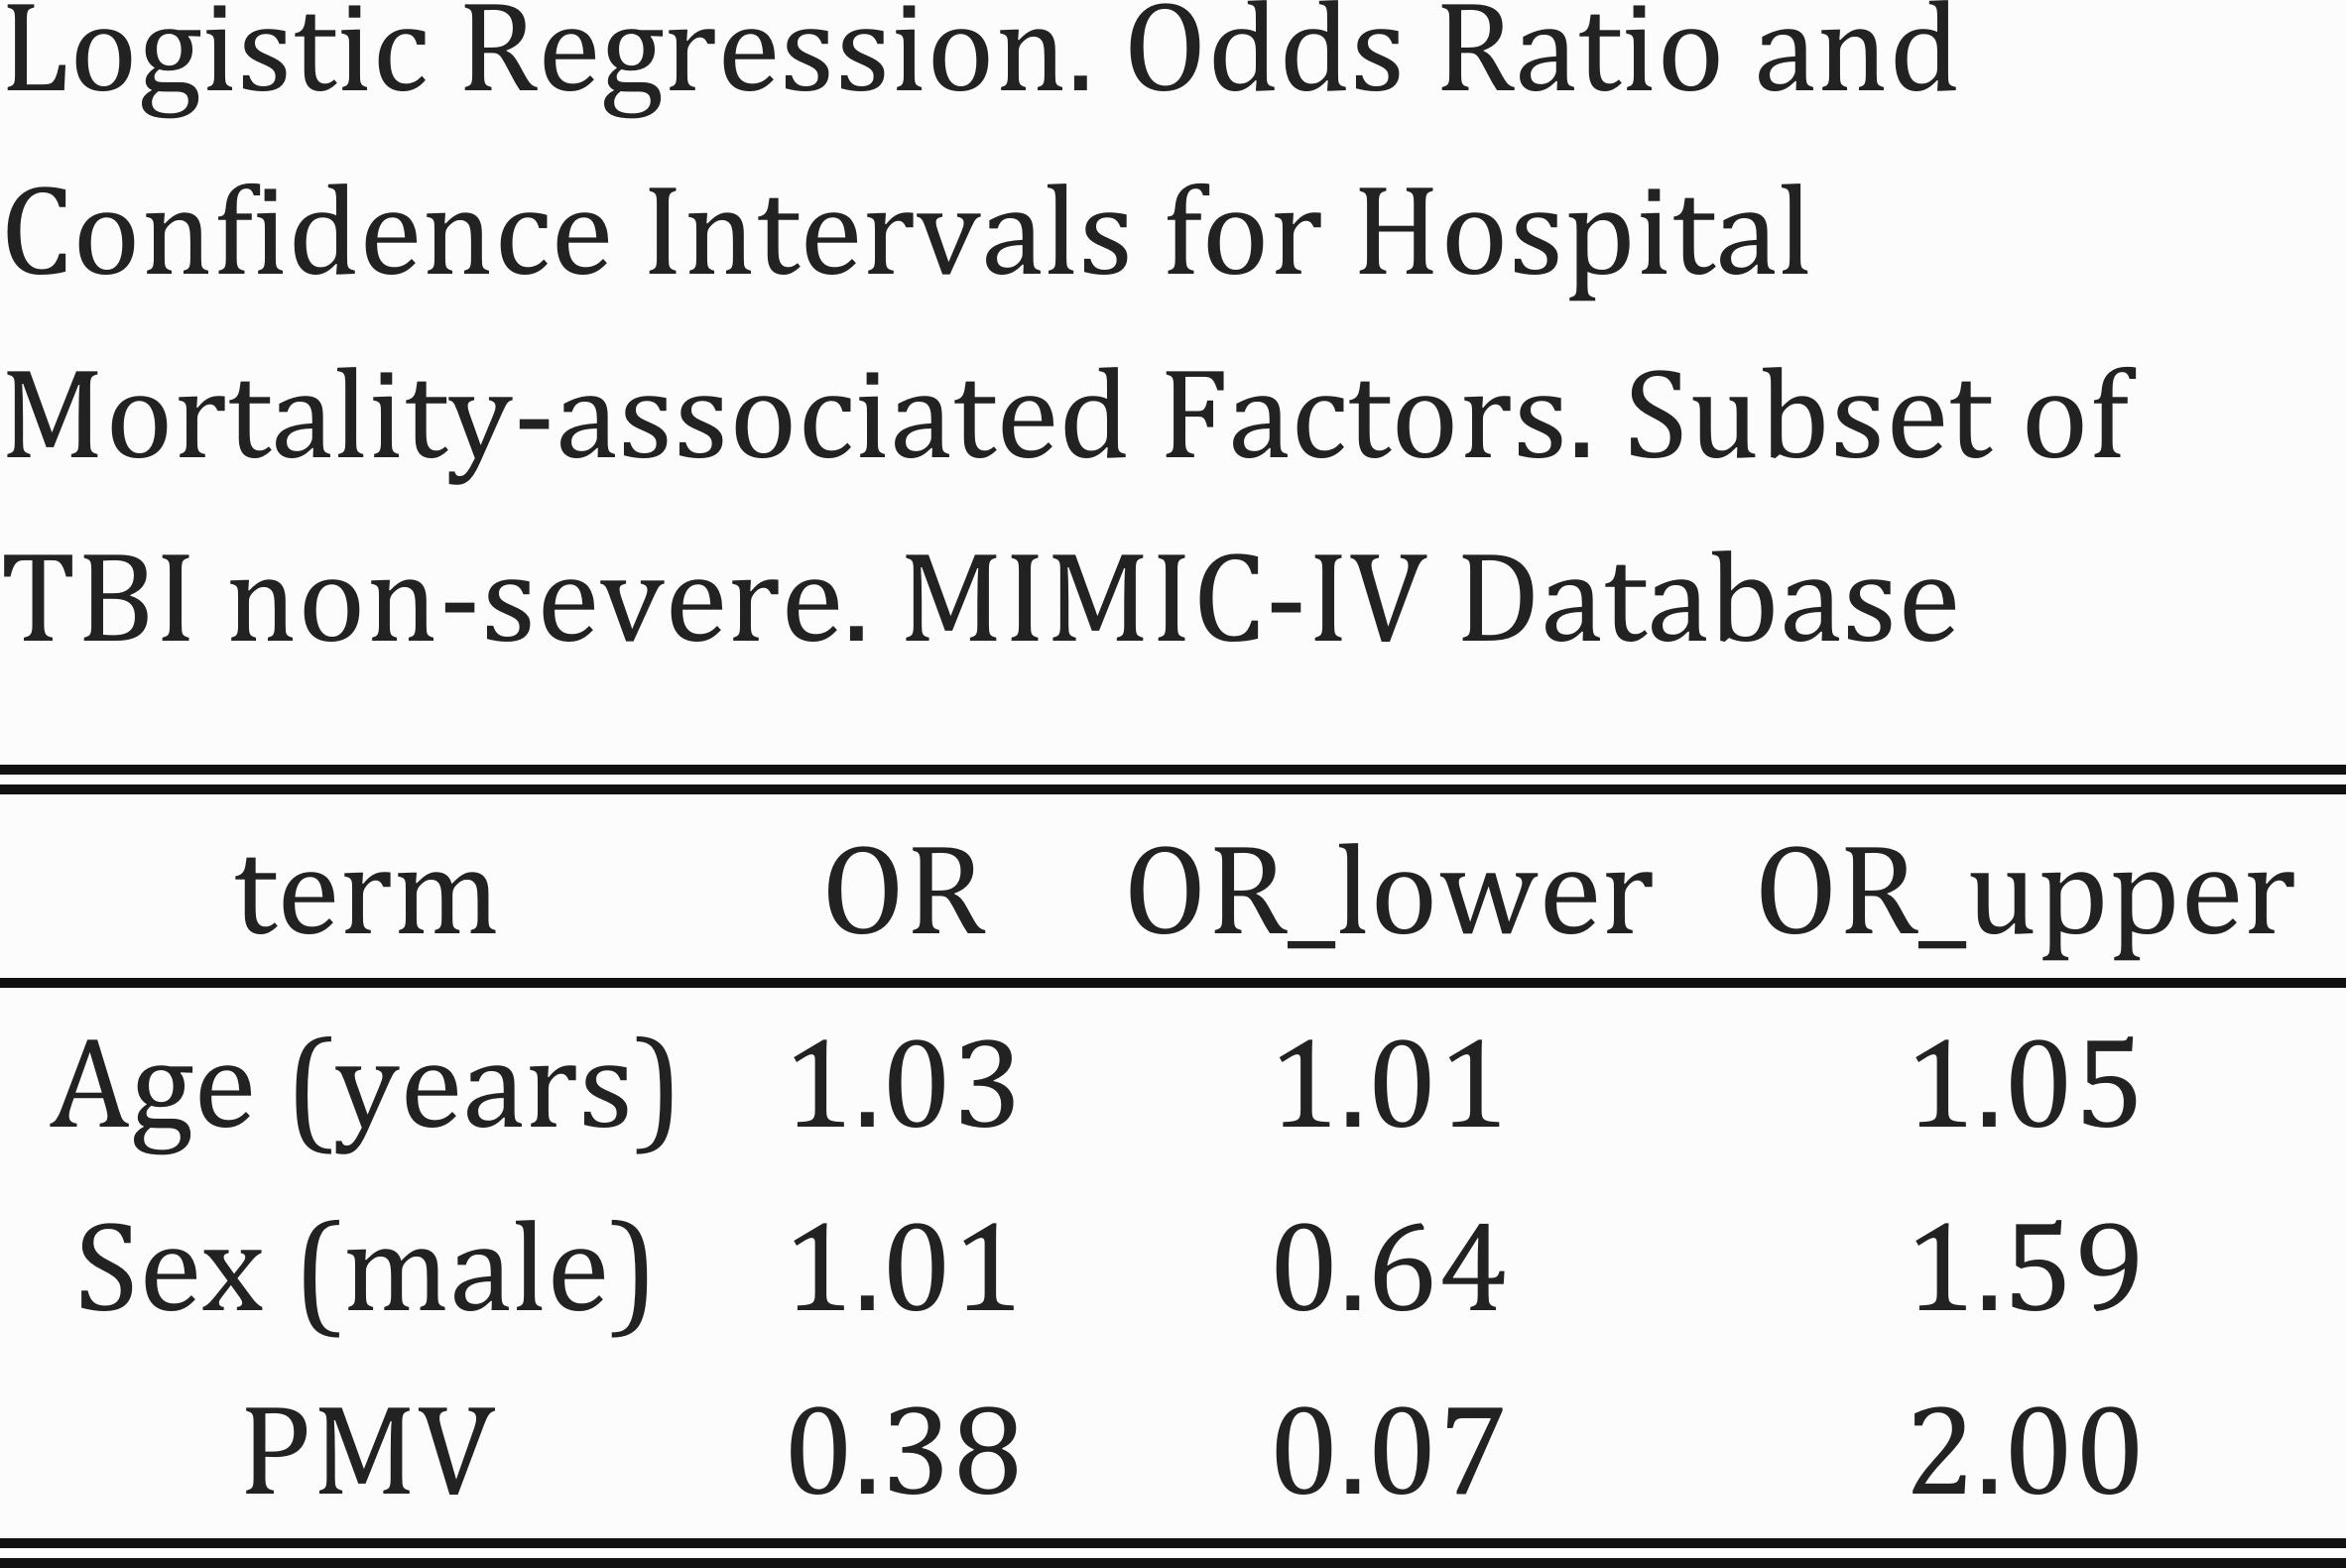 Logistic Regression. Odds Ratio and
Confidence Intervals for Hospital
Mortality-associated Factors. Subset of
TBI non-severe. MIMIC-IV Database
term OR OR_lower OR_upper
Age (years) 1.03 1.01 1.05
Sex (male) 1.01 0.64 1.59
PMV 0.38 0.07 2.00